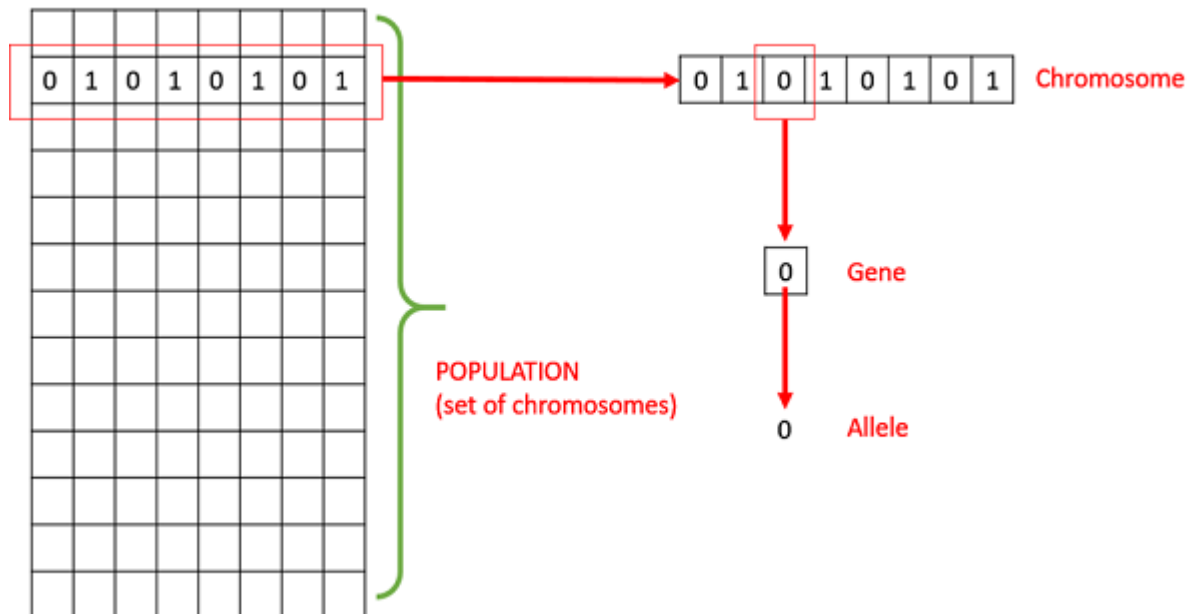 0 1 0 1 0 1 0 1
0 1 0 1 0 1 0 1 Chromosome
0 Gene
POPULATION
(set of chromosomes)
0 Allele